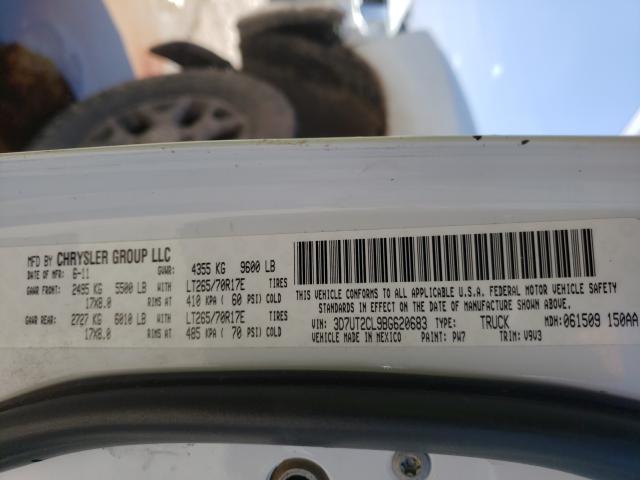 MFD BY CHRYSLER GROUP LLC
DATE OF MFR: 6-11 GVWR: 4355 KG 9600 LB
GAWR FRONT: 2495 KG 5500 LB WITH LT265/70R17E TIRES
17X8.0 RIMS AT 410 KPA ( 60 PSI) COLD
GAWR REAR: 2727 KG 6010 LB WITH LT265/70R17E TIRES
17X8.0 RIMS AT 485 KPA ( 70 PSI) COLD
THIS VEHICLE CONFORMS TO ALL APPLICABLE U.S.A. FEDERAL MOTOR VEHICLE SAFETY
STANDARDS IN EFFECT ON THE DATE OF MANUFACTURE SHOWN ABOVE.
VIN: 3D7UT2CL9BG620683 TYPE: TRUCK MDH: 061509 150AA
VEHICLE MADE IN MEXICO PAINT: PW7 TRIM: V9V3